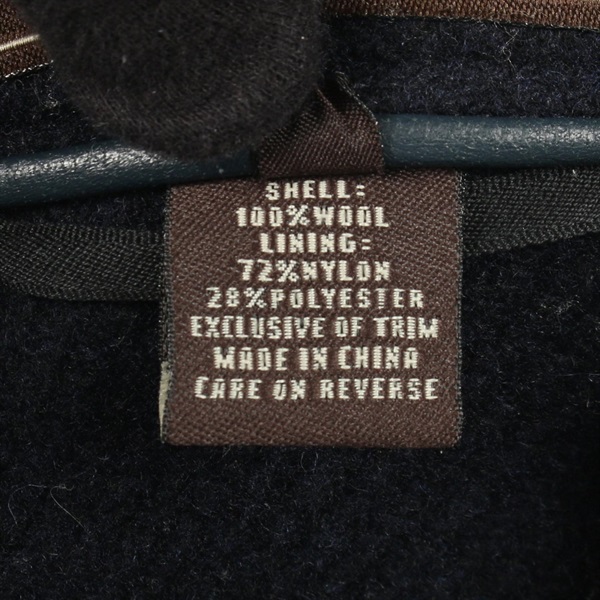 SHELL:
100%WOOL
LINING:
72%NYLON
28%POLYESTER
EXCLUSIVE OF TRIM
MADE IN CHINA
CARE ON REVERSE